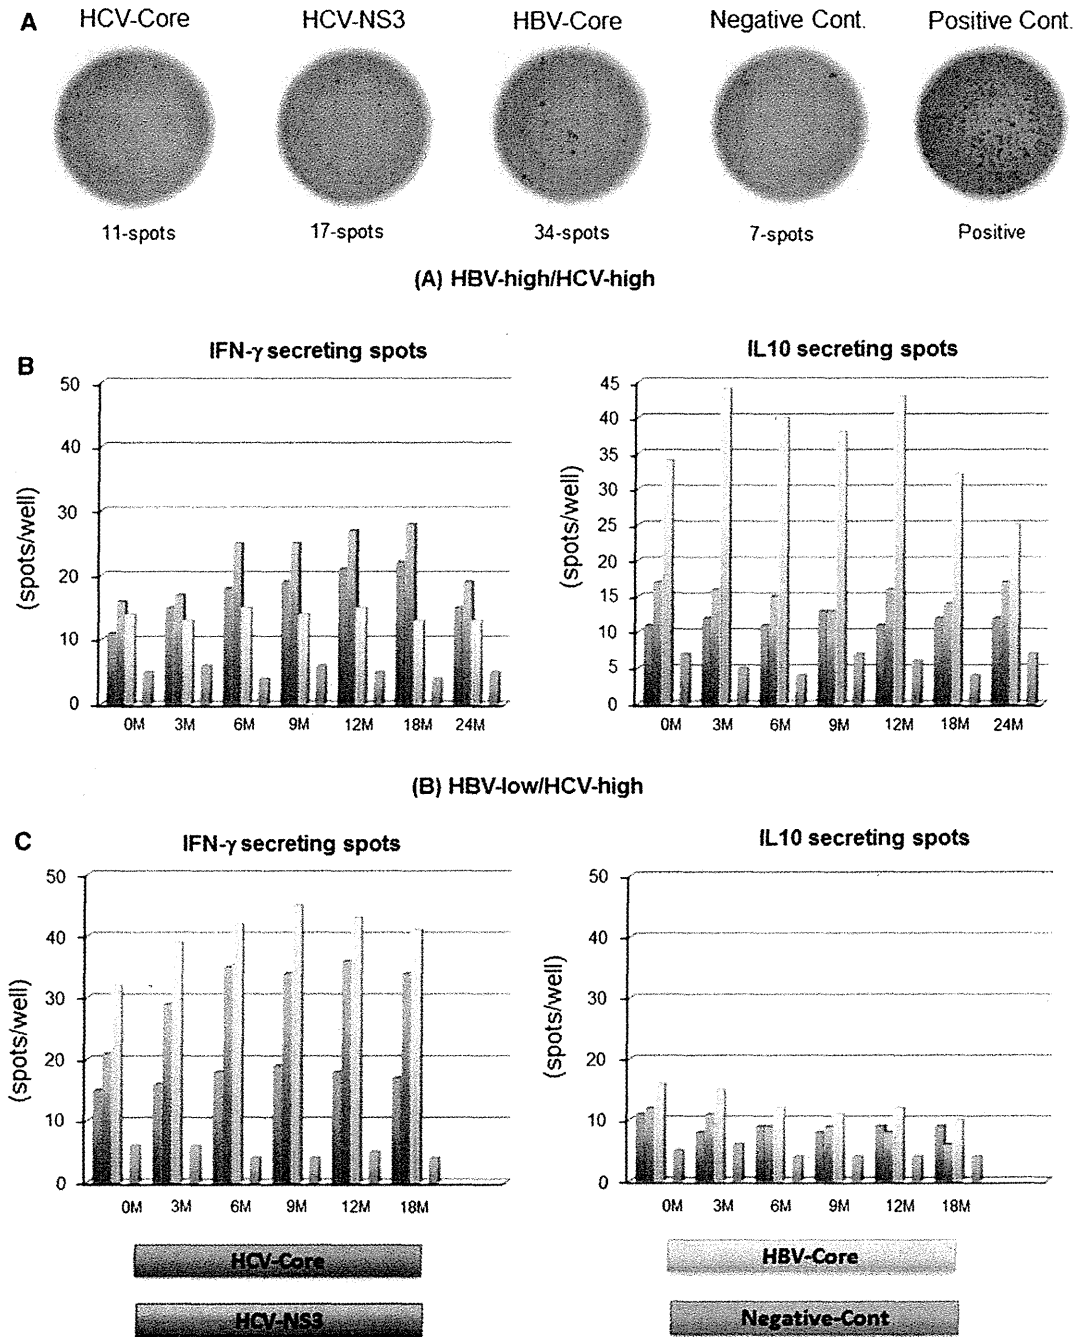 A
HCV-Core HCV-NS3 HBV-Core Negative Cont. Positive Cont.
11-spots 17-spots 34-spots 7-spots Positive
(A) HBV-high/HCV-high
B
IFN-γ secreting spots
(spots/well)
50
40
30
20
10
0
0M 3M 6M 9M 12M 18M 24M
IL10 secreting spots
(spots/well)
45
40
35
30
25
20
15
10
5
0
0M 3M 6M 9M 12M 18M 24M
(B) HBV-low/HCV-high
C
IFN-γ secreting spots
(spots/well)
50
40
30
20
10
0
0M 3M 6M 9M 12M 18M
IL10 secreting spots
(spots/well)
50
40
30
20
10
0
0M 3M 6M 9M 12M 18M
HCV-Core
HBV-Core
HCV-NS3
Negative-Cont